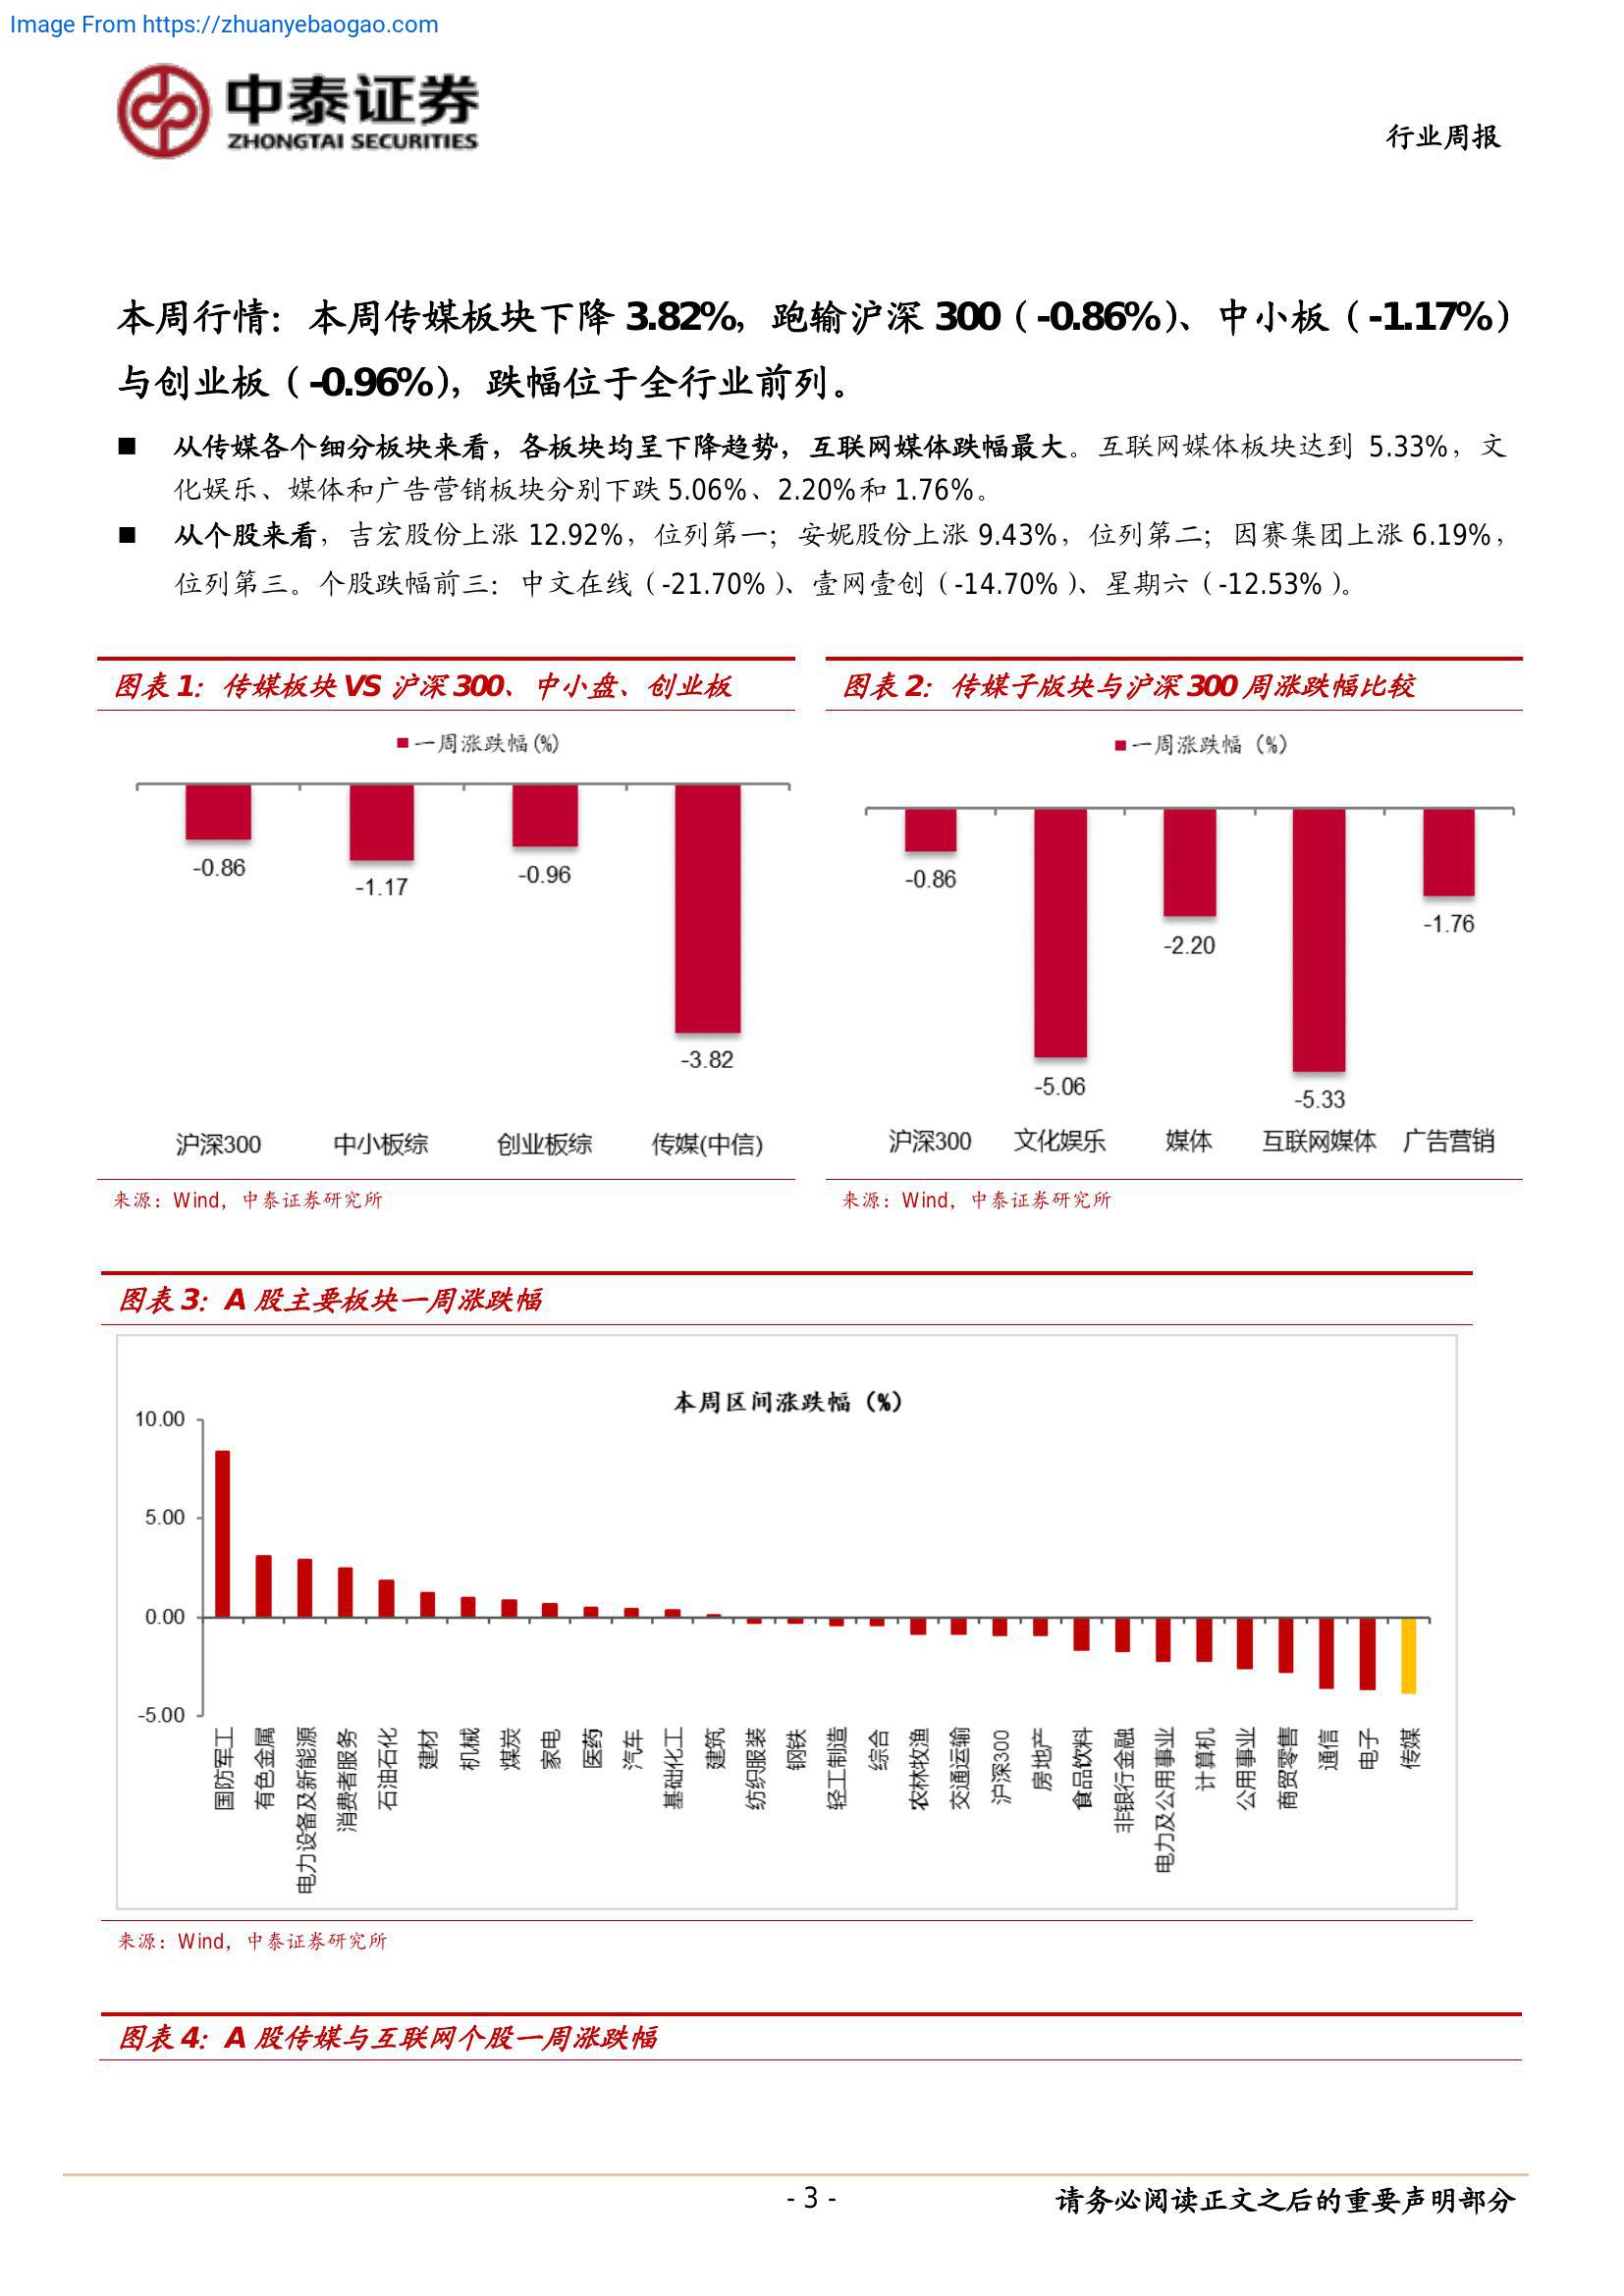 Image From https://zhuanyebaogao.com
中泰证券
ZHONGTAI SECURITIES
行业周报
本周行情：本周传媒板块下降 3.82%，跑输沪深 300（-0.86%）、中小板（-1.17%）
与创业板（-0.96%），跌幅位于全行业前列。
■ 从传媒各个细分板块来看，各板块均呈下降趋势，互联网媒体跌幅最大。互联网媒体板块达到 5.33%，文
化娱乐、媒体和广告营销板块分别下跌 5.06%、2.20%和 1.76%。
■ 从个股来看，吉宏股份上涨 12.92%，位列第一；安妮股份上涨 9.43%，位列第二；因赛集团上涨 6.19%，
位列第三。个股跌幅前三：中文在线（-21.70%）、壹网壹创（-14.70%）、星期六（-12.53%）。
图表 1：传媒板块 VS 沪深 300、中小盘、创业板
一周涨跌幅(%)
-0.86
-1.17
-0.96
-3.82
沪深300
中小板综
创业板综
传媒(中信)
来源：Wind，中泰证券研究所
图表 2：传媒子版块与沪深 300 周涨跌幅比较
一周涨跌幅（%）
-0.86
-5.06
-2.20
-5.33
-1.76
沪深300
文化娱乐
媒体
互联网媒体
广告营销
来源：Wind，中泰证券研究所
图表 3：A 股主要板块一周涨跌幅
本周区间涨跌幅（%）
10.00
5.00
0.00
-5.00
国防军工
有色金属
电力设备及新能源
消费者服务
石油石化
建材
机械
煤炭
家电
医药
汽车
基础化工
建筑
纺织服装
钢铁
轻工制造
综合
农林牧渔
交通运输
沪深300
房地产
食品饮料
非银行金融
电力及公用事业
计算机
公用事业
商贸零售
通信
电子
传媒
来源：Wind，中泰证券研究所
图表 4：A 股传媒与互联网个股一周涨跌幅
- 3 -
请务必阅读正文之后的重要声明部分